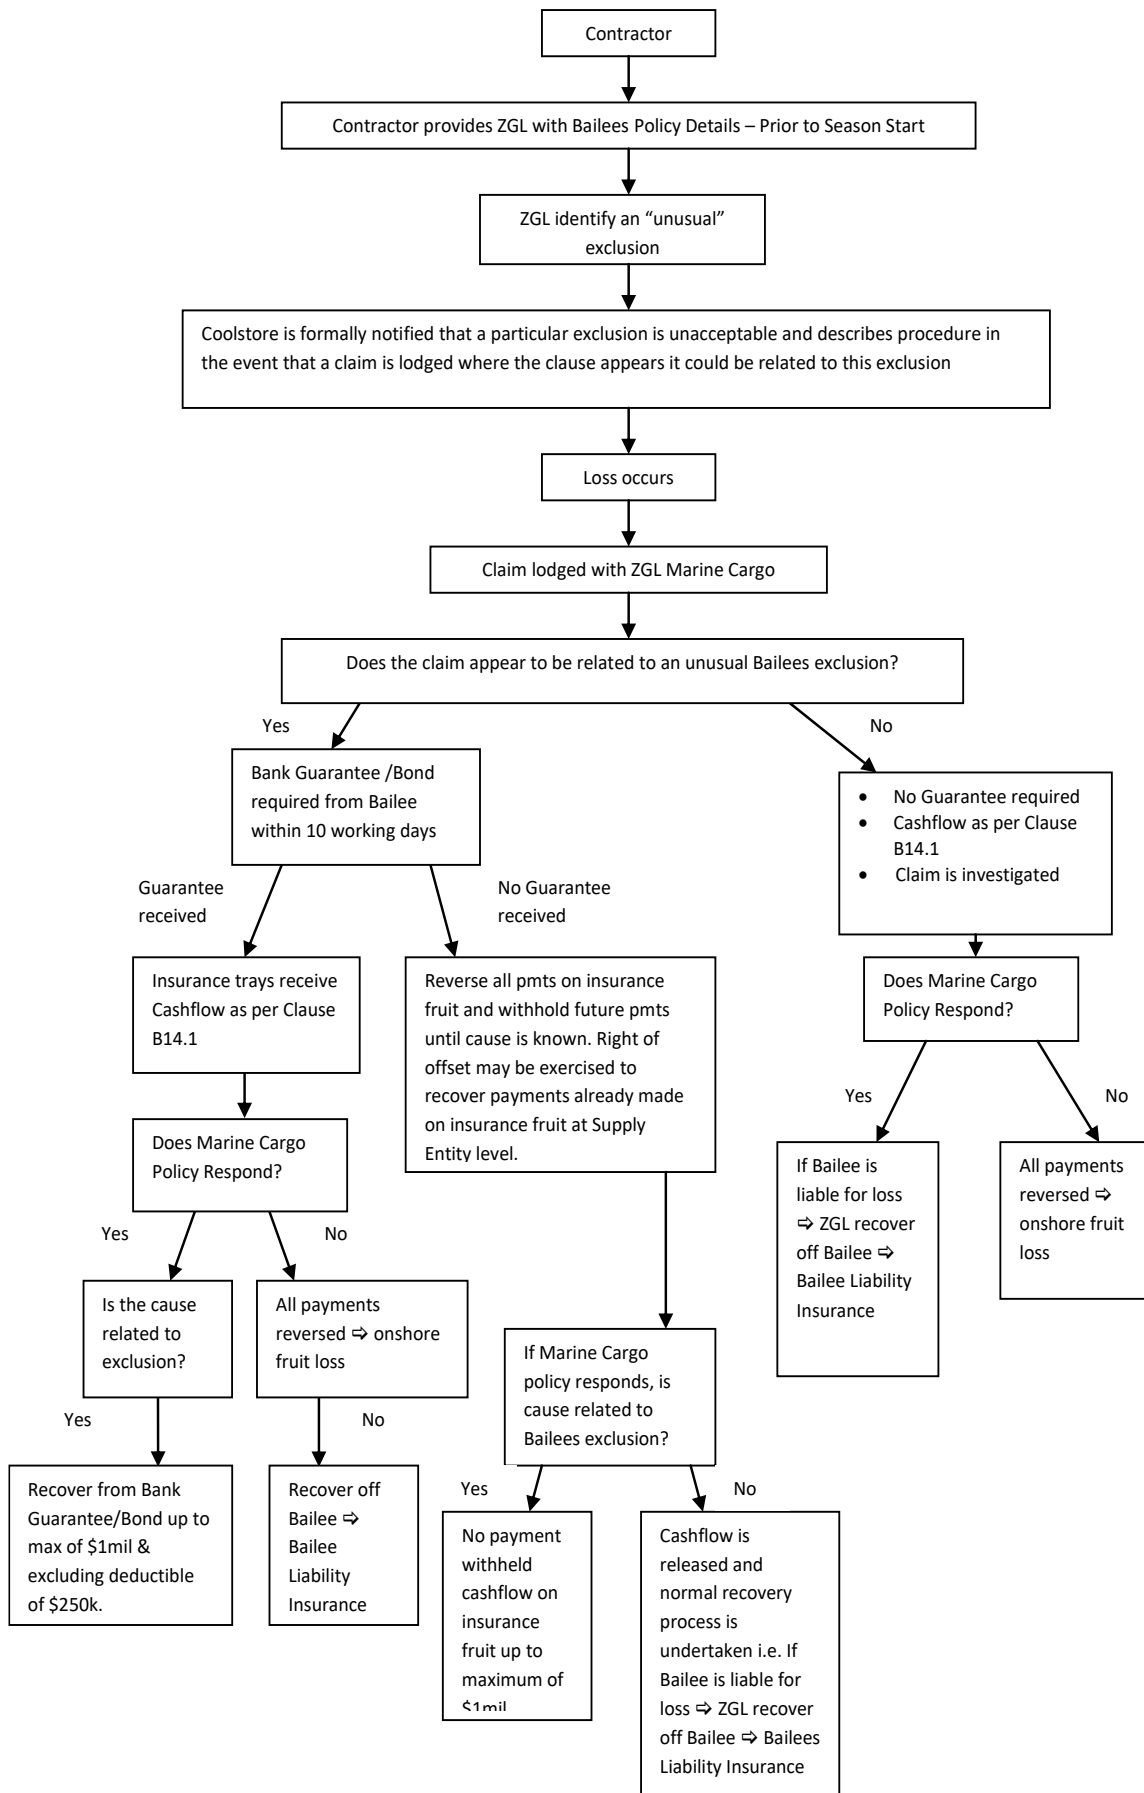 Contractor
Contractor provides ZGL with Bailees Policy Details – Prior to Season Start
ZGL identify an “unusual”
exclusion
Coolstore is formally notified that a particular exclusion is unacceptable and describes procedure in
the event that a claim is lodged where the clause appears it could be related to this exclusion
Loss occurs
Claim lodged with ZGL Marine Cargo
Does the claim appear to be related to an unusual Bailees exclusion?
Yes
No
Bank Guarantee /Bond
required from Bailee
within 10 working days
• No Guarantee required
• Cashflow as per Clause
B14.1
• Claim is investigated
Guarantee
received
No Guarantee
received
Insurance trays receive
Cashflow as per Clause
B14.1
Reverse all pmts on insurance
fruit and withhold future pmts
until cause is known. Right of
offset may be exercised to
recover payments already made
on insurance fruit at Supply
Entity level.
Does Marine Cargo
Policy Respond?
Yes
No
Does Marine Cargo
Policy Respond?
Yes
No
If Bailee is
liable for loss
⇨ ZGL recover
off Bailee ⇨
Bailee Liability
Insurance
All payments
reversed ⇨
onshore fruit
loss
Is the cause
related to
exclusion?
All payments
reversed ⇨ onshore
fruit loss
If Marine Cargo
policy responds, is
cause related to
Bailees exclusion?
Yes
No
Yes
No
Recover from Bank
Guarantee/Bond up to
max of $1mil &
excluding deductible
of $250k.
Recover off
Bailee ⇨
Bailee
Liability
Insurance
No payment
withheld
cashflow on
insurance
fruit up to
maximum of
$1mil
Cashflow is
released and
normal recovery
process is
undertaken i.e. If
Bailee is liable for
loss ⇨ ZGL recover
off Bailee ⇨ Bailees
Liability Insurance